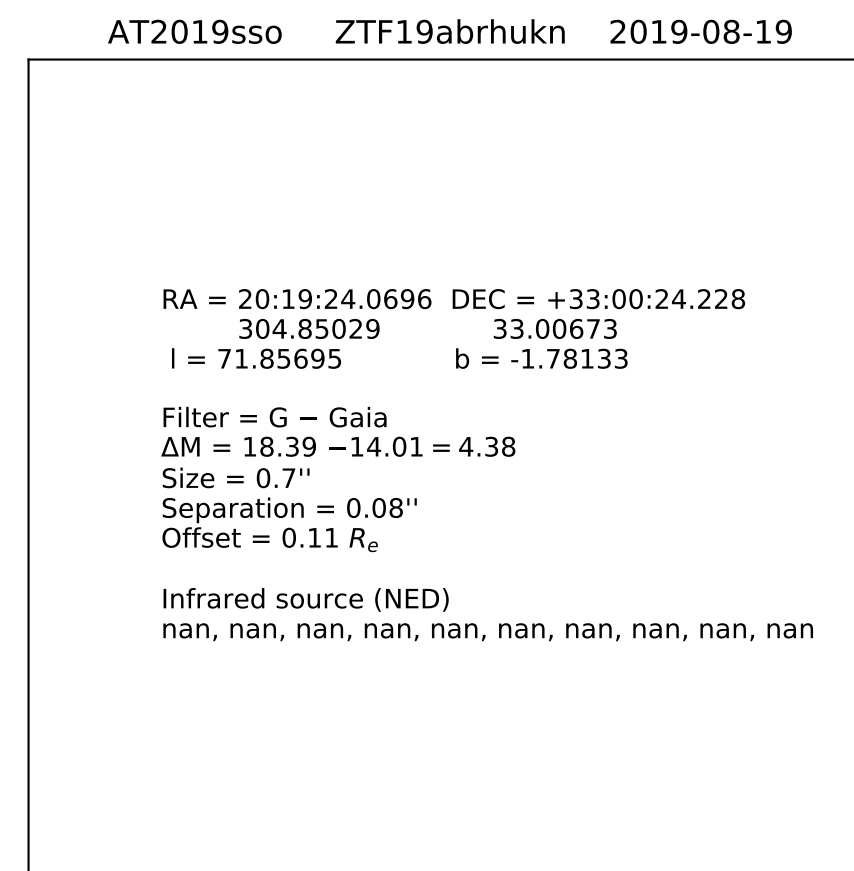 AT2019sso ZTF19abrhukn 2019-08-19
RA = 20:19:24.0696 DEC = +33:00:24.228
304.85029 33.00673
l = 71.85695 b = -1.78133
Filter = G − Gaia
ΔM = 18.39 −14.01 = 4.38
Size = 0.7''
Separation = 0.08''
Offset = 0.11 Rₑ
Infrared source (NED)
nan, nan, nan, nan, nan, nan, nan, nan, nan, nan